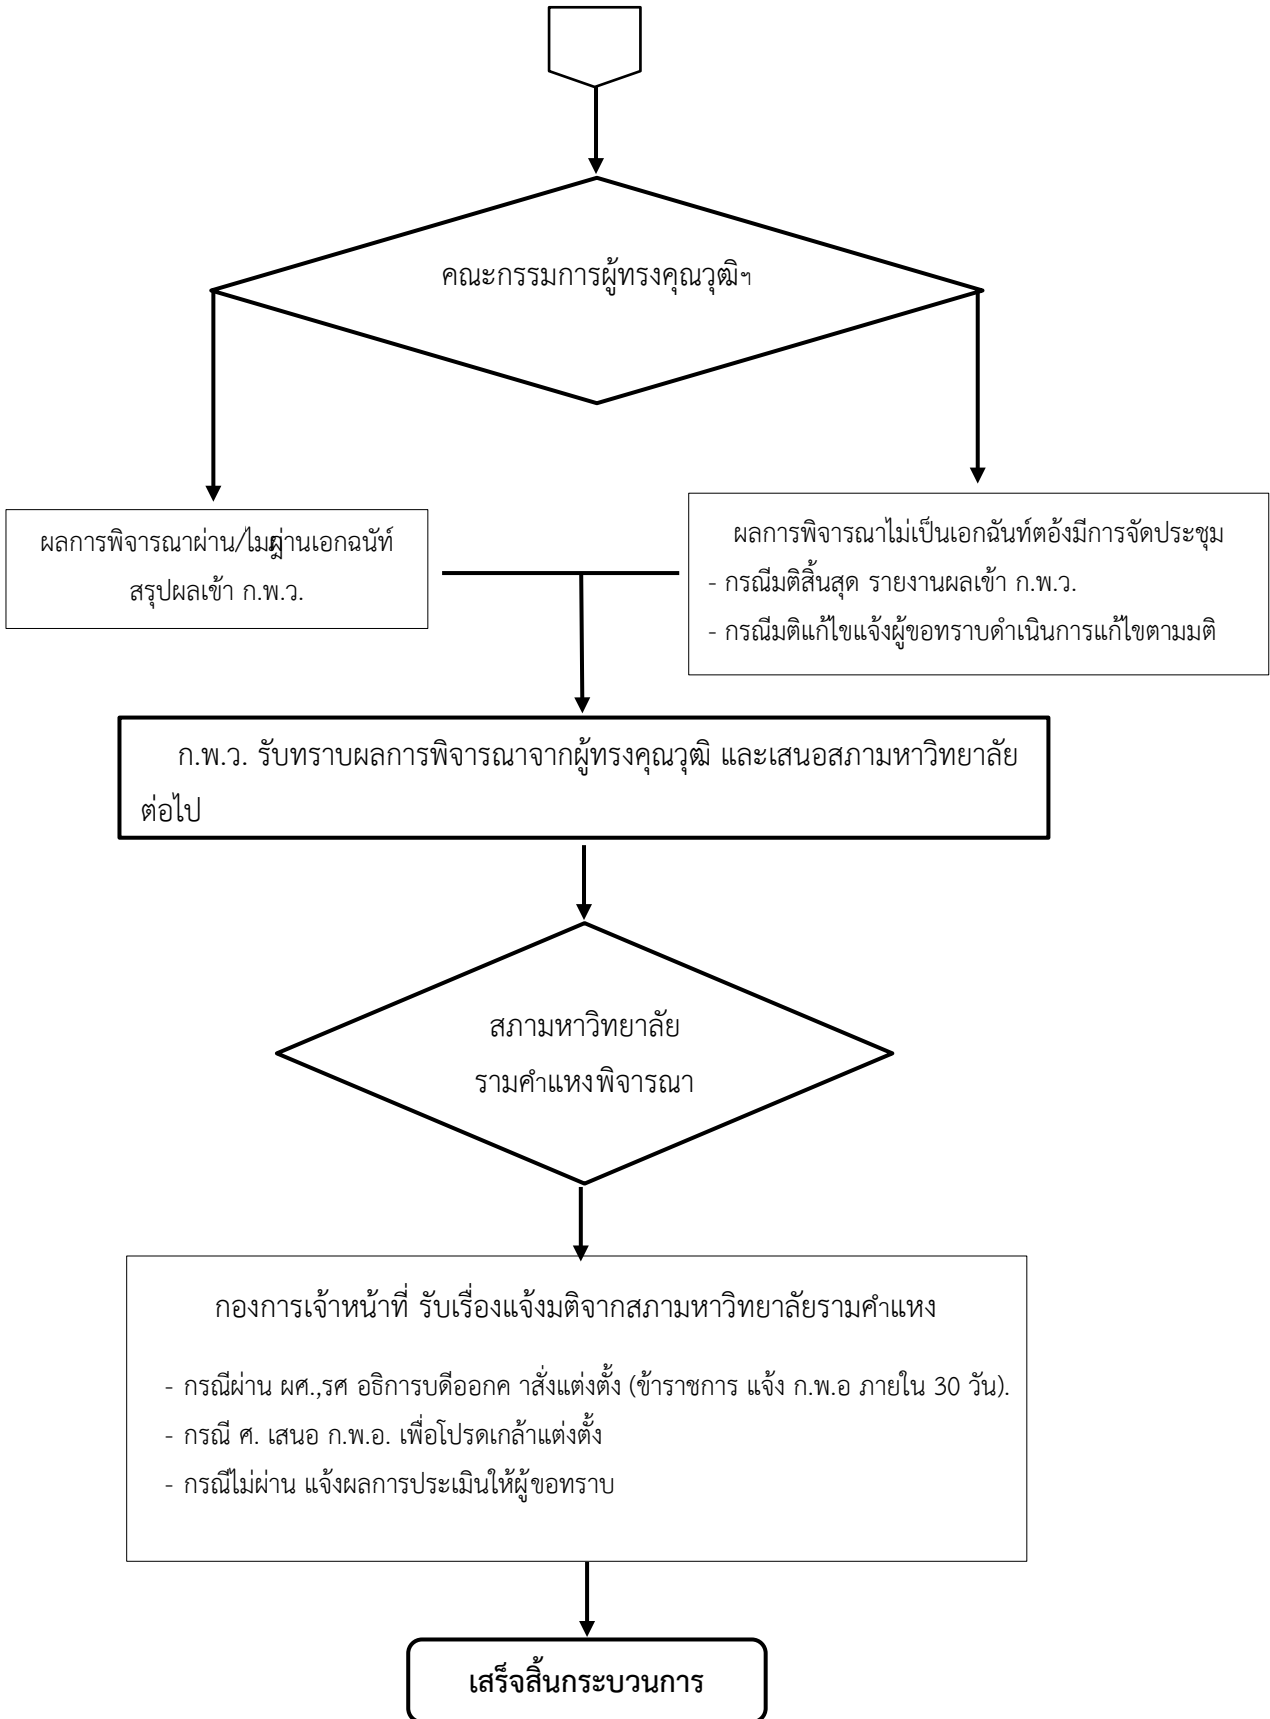 คณะกรรมการผู้ทรงคุณวุฒิฯ
ผลการพิจารณาผ่าน/ไม่ผ่านเอกฉันท์
สรุปผลเข้า ก.พ.ว.
ผลการพิจารณาไม่เป็นเอกฉันท์ตอ้งมีการจัดประชุม
- กรณีมติสิ้นสุด รายงานผลเข้า ก.พ.ว.
- กรณีมติแก้ไขแจ้งผู้ขอทราบดำเนินการแก้ไขตามมติ
ก.พ.ว. รับทราบผลการพิจารณาจากผู้ทรงคุณวุฒิ และเสนอสภามหาวิทยาลัย
ต่อไป
สภามหาวิทยาลัย
รามคำแหงพิจารณา
กองการเจ้าหน้าที่ รับเรื่องแจ้งมติจากสภามหาวิทยาลัยรามคำแหง
- กรณีผ่าน ผศ.,รศ อธิการบดีออกค าสั่งแต่งตั้ง (ข้าราชการ แจ้ง ก.พ.อ ภายใน 30 วัน).
- กรณี ศ. เสนอ ก.พ.อ. เพื่อโปรดเกล้าแต่งตั้ง
- กรณีไม่ผ่าน แจ้งผลการประเมินให้ผู้ขอทราบ
เสร็จสิ้นกระบวนการ